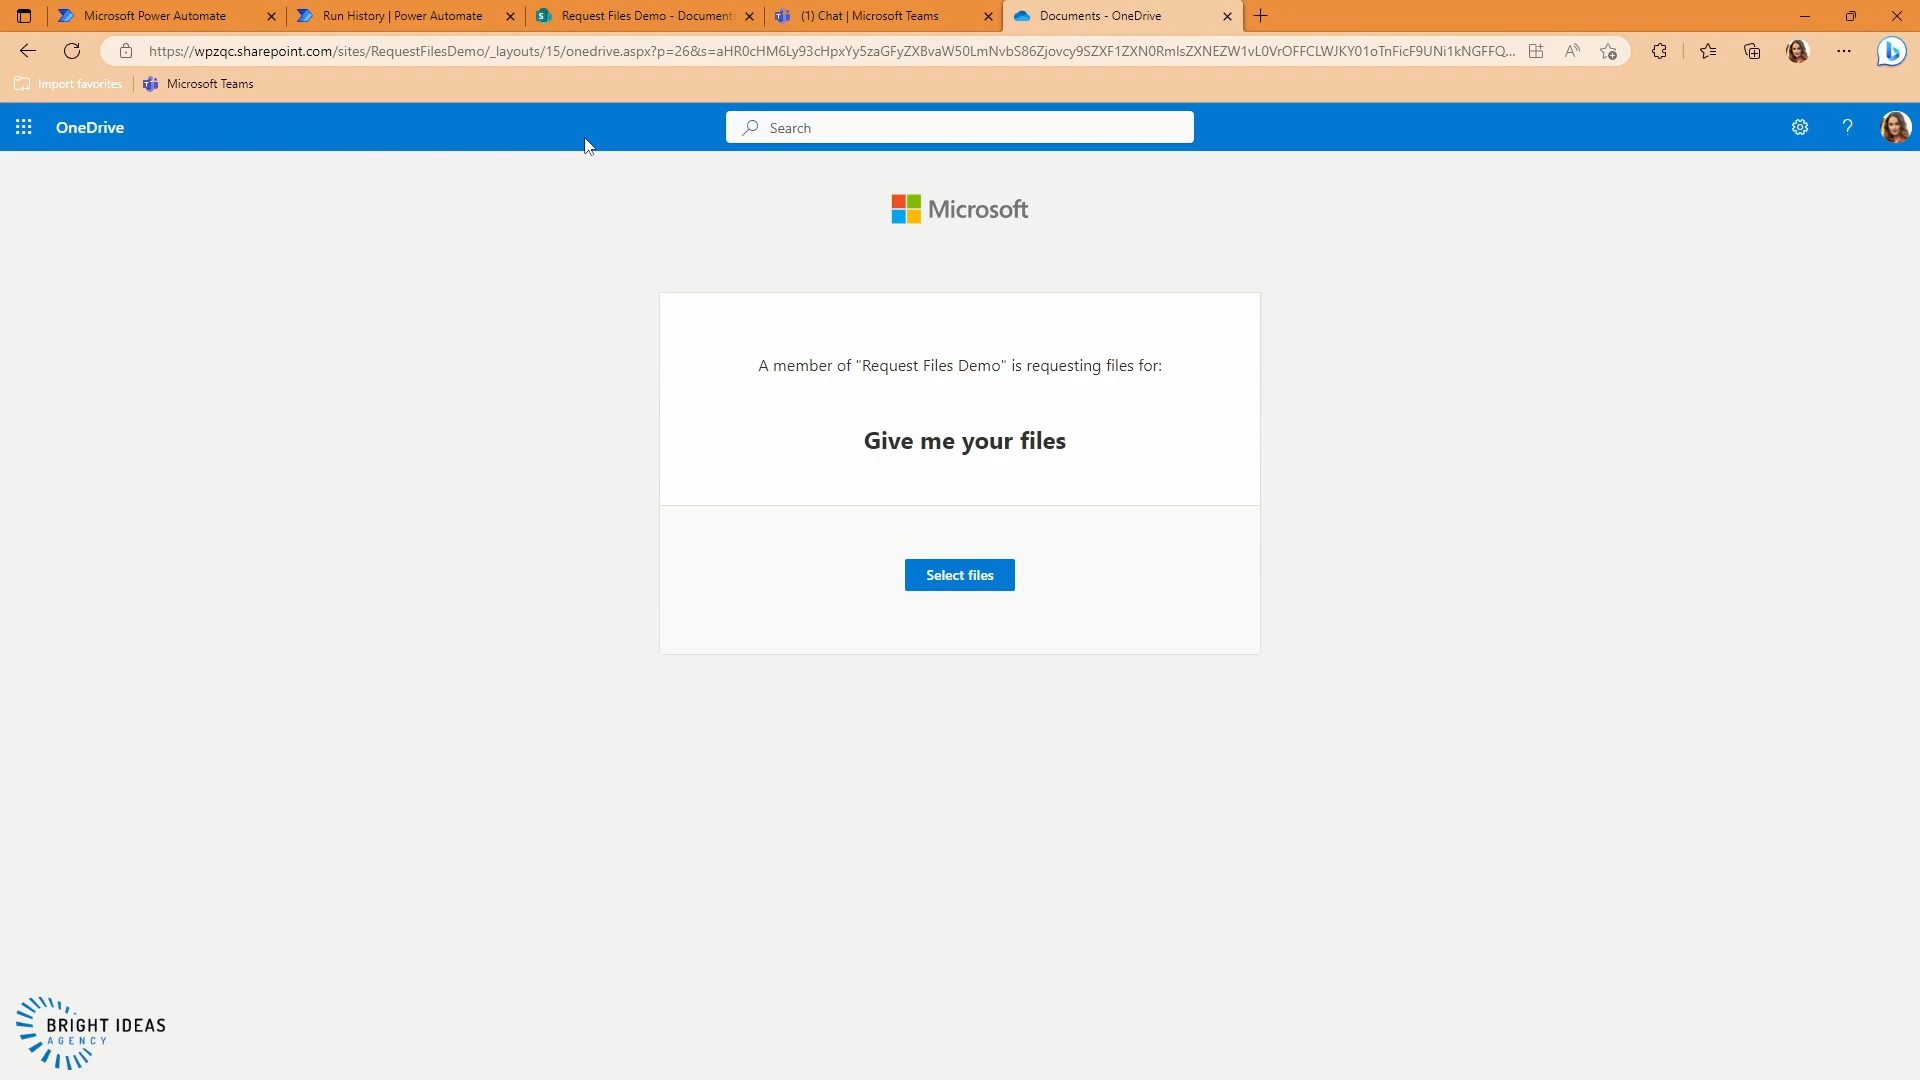 Microsoft Power Automate
Run History | Power Automate
Request Files Demo - Document
(1) Chat | Microsoft Teams
Documents - OneDrive
https://wpzqc.sharepoint.com/sites/RequestFilesDemo/_layouts/15/onedrive.aspx?p=26&s=aHR0cHM6Ly93cHpxYy5zaGFyZXBvaW50LmNvbS86Zjovcy9SZXF1ZXN0RmlsZXNEZW1vL0VrOFFCLWJKY01oTnFicF9UNi1kNGFFQ...
Import favorites
Microsoft Teams
OneDrive
Search
Microsoft
A member of "Request Files Demo" is requesting files for:
Give me your files
Select files
BRIGHT IDEAS
AGENCY